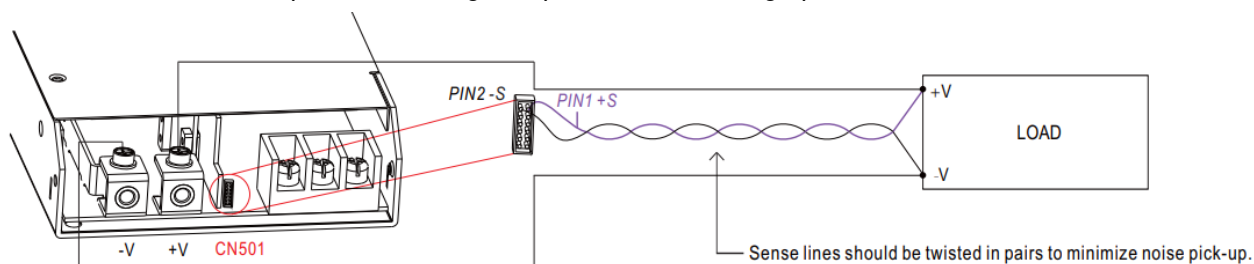 PIN2 -S
PIN1 +S
+V
LOAD
-V
-V
+V
CN501
Sense lines should be twisted in pairs to minimize noise pick-up.